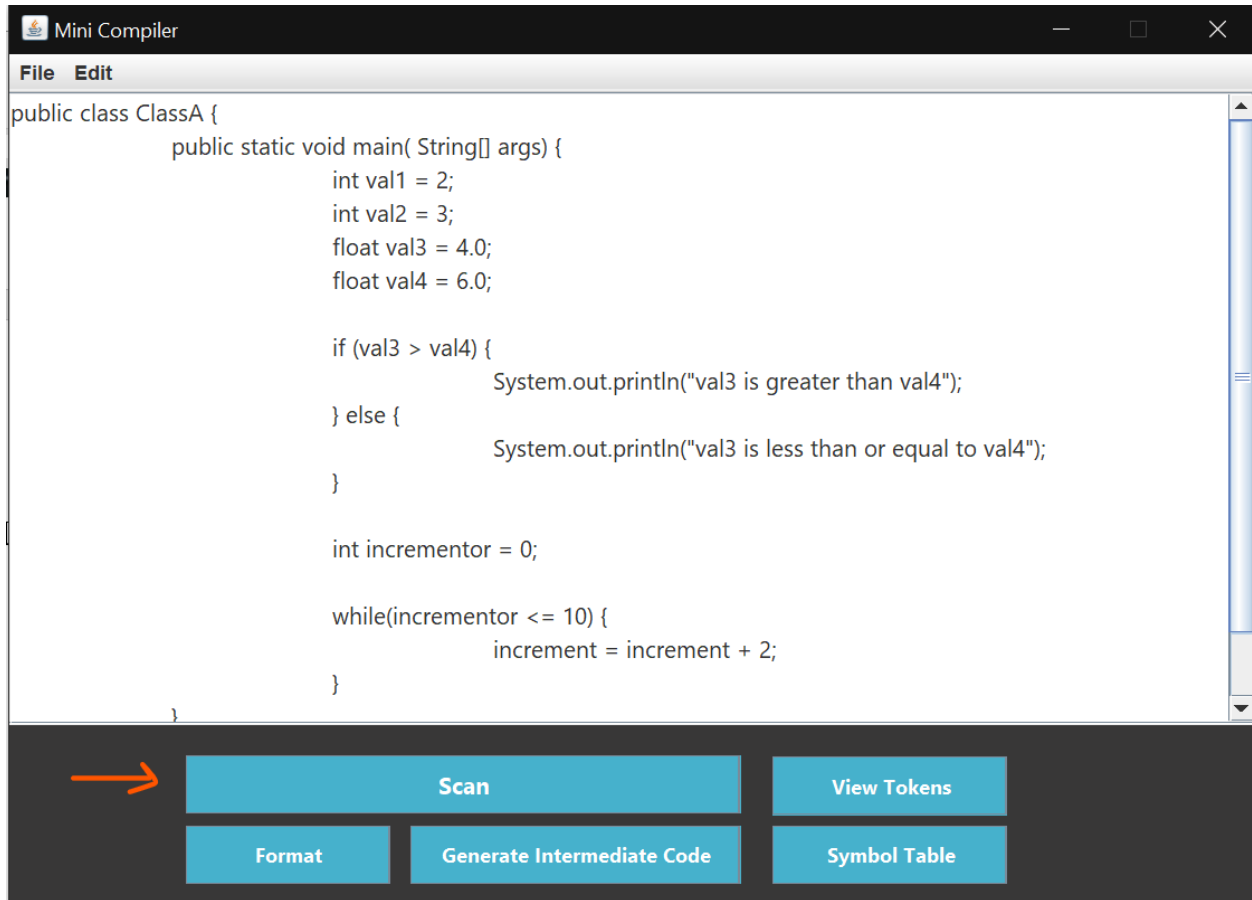 Mini Compiler
File Edit
public class ClassA {
public static void main( String[] args) {
int val1 = 2;
int val2 = 3;
float val3 = 4.0;
float val4 = 6.0;
if (val3 > val4) {
System.out.println("val3 is greater than val4");
} else {
System.out.println("val3 is less than or equal to val4");
}
int incrementor = 0;
while(incrementor <= 10) {
increment = increment + 2;
}
}
Scan
View Tokens
Format
Generate Intermediate Code
Symbol Table